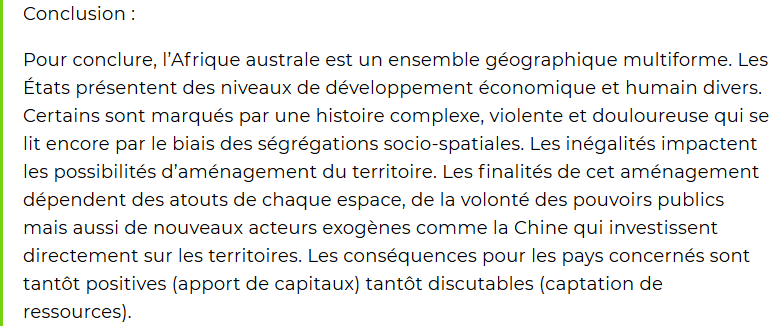 Conclusion :
Pour conclure, l’Afrique australe est un ensemble géographique multiforme. Les
États présentent des niveaux de développement économique et humain divers.
Certains sont marqués par une histoire complexe, violente et douloureuse qui se
lit encore par le biais des ségrégations socio-spatiales. Les inégalités impactent
les possibilités d’aménagement du territoire. Les finalités de cet aménagement
dépendent des atouts de chaque espace, de la volonté des pouvoirs publics
mais aussi de nouveaux acteurs exogènes comme la Chine qui investissent
directement sur les territoires. Les conséquences pour les pays concernés sont
tantôt positives (apport de capitaux) tantôt discutables (captation de
ressources).